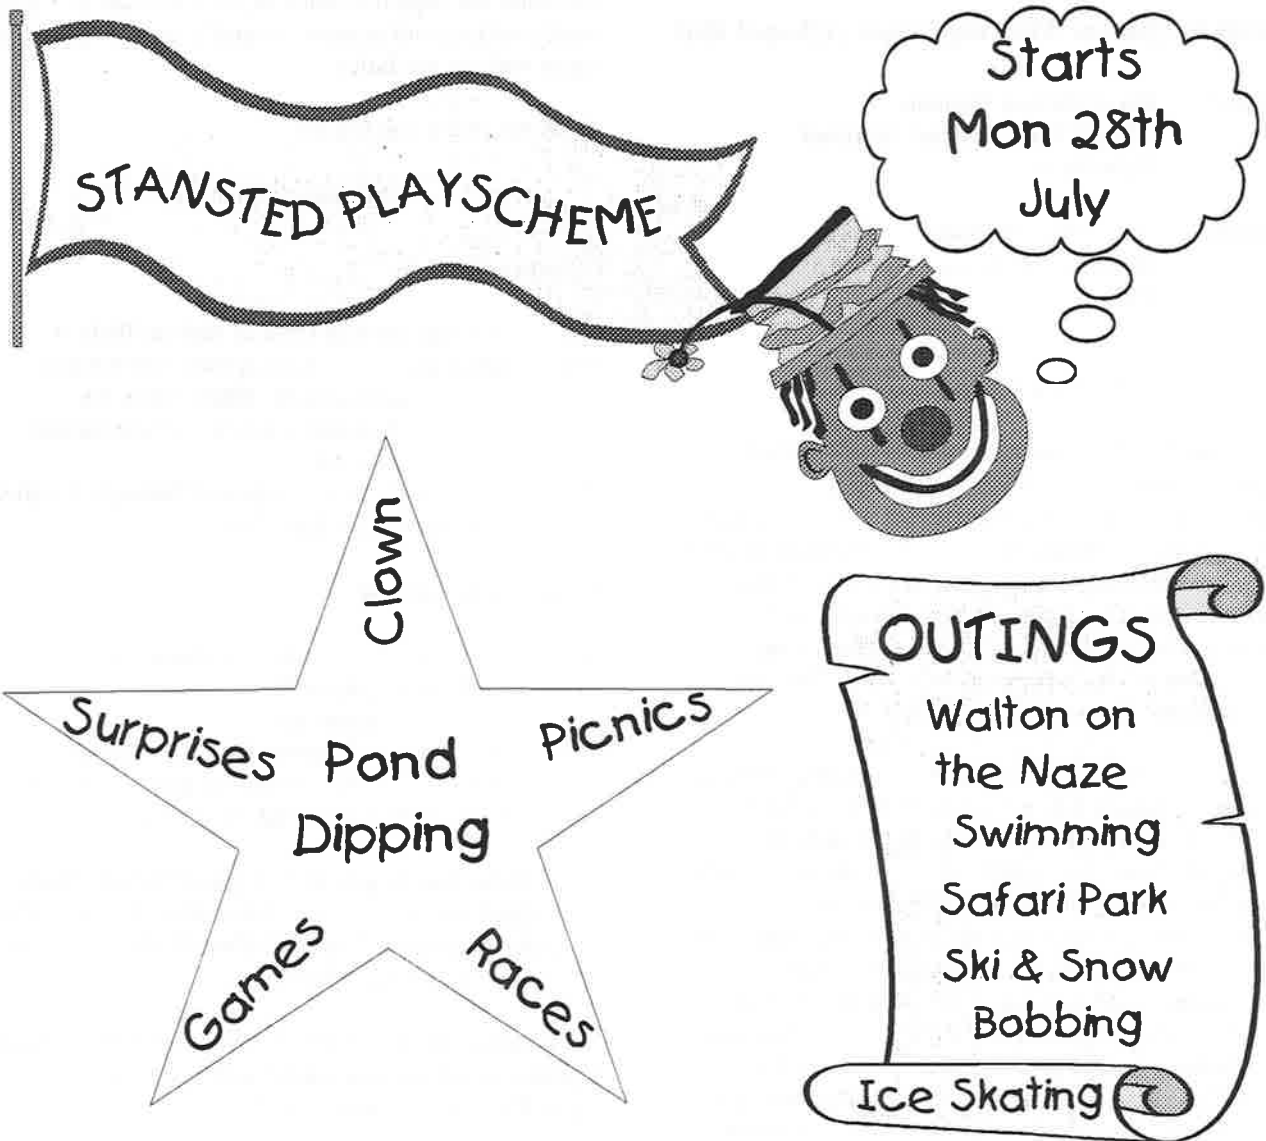 STANSTED PLAYSCHEME
Starts
Mon 28th
July
Clown
Surprises
Picnics
Pond
Dipping
Games
Races
OUTINGS
Walton on
the Naze
Swimming
Safari Park
Ski & Snow
Bobbing
Ice Skating